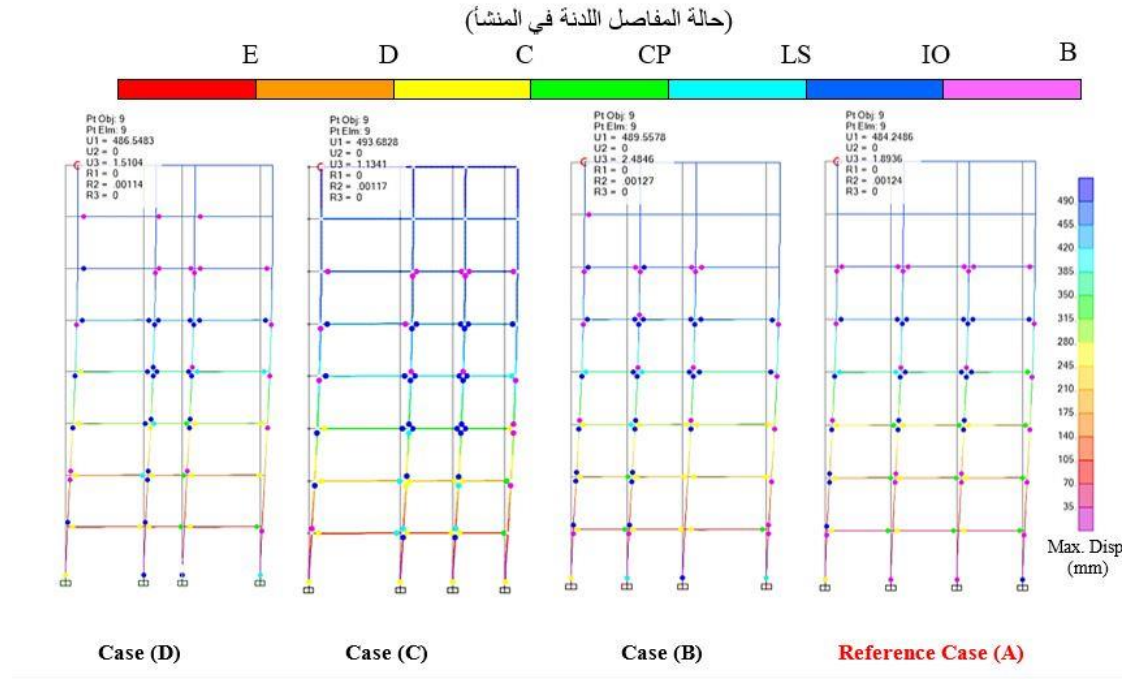 (حالة المفاصل اللدنة في المنشأ)
E D C CP LS IO B
Pt Obj: 9
Pt Elm: 9
U1 = 486.5483
U2 = 0
U3 = 1.5104
R1 = 0
R2 = .00114
R3 = 0
Pt Obj: 9
Pt Elm: 9
U1 = 493.6828
U2 = 0
U3 = 1.1341
R1 = 0
R2 = .00117
R3 = 0
Pt Obj: 9
Pt Elm: 9
U1 = 489.5578
U2 = 0
U3 = 2.4846
R1 = 0
R2 = .00127
R3 = 0
Pt Obj: 9
Pt Elm: 9
U1 = 484.2486
U2 = 0
U3 = 1.8936
R1 = 0
R2 = .00124
R3 = 0
490
455
420
385
350
315
280
245
210
175
140
105
70
35
Max. Disp
(mm)
Case (D)
Case (C)
Case (B)
Reference Case (A)